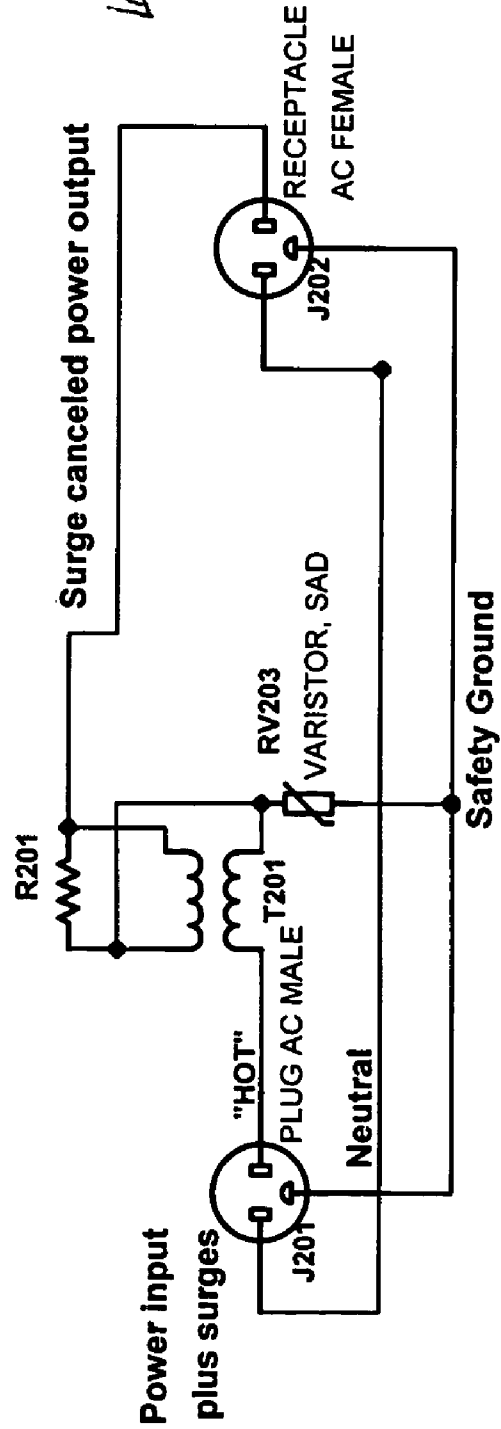 Power input
plus surges
J201
"HOT"
PLUG AC MALE
Neutral
R201
T201
RV203
VARISTOR, SAD
Surge canceled power output
Safety Ground
J202
RECEPTACLE
AC FEMALE